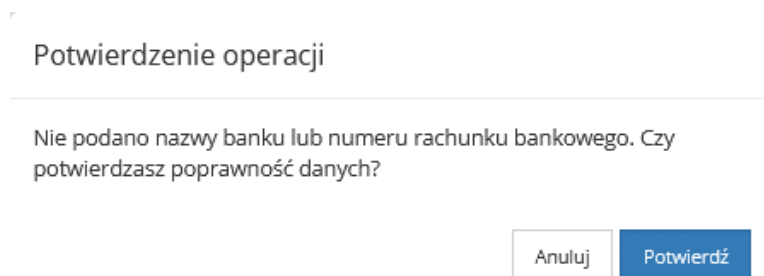 Potwierdzenie operacji
Nie podano nazwy banku lub numeru rachunku bankowego. Czy
potwierdzasz poprawność danych?
Anuluj Potwierdź